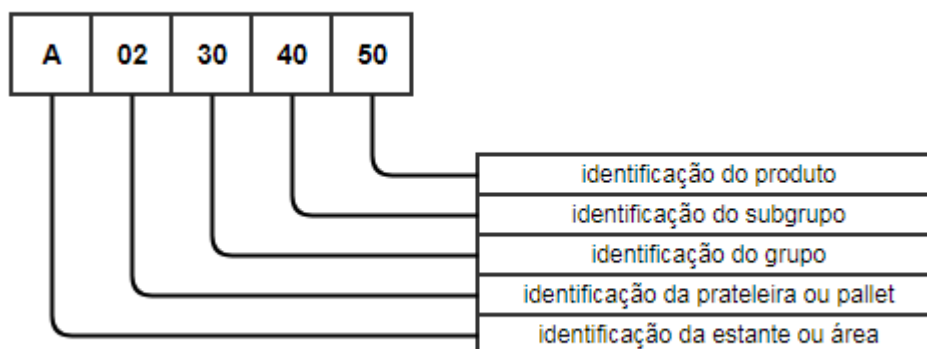 A 02 30 40 50
identificação do produto
identificação do subgrupo
identificação do grupo
identificação da prateleira ou pallet
identificação da estante ou área